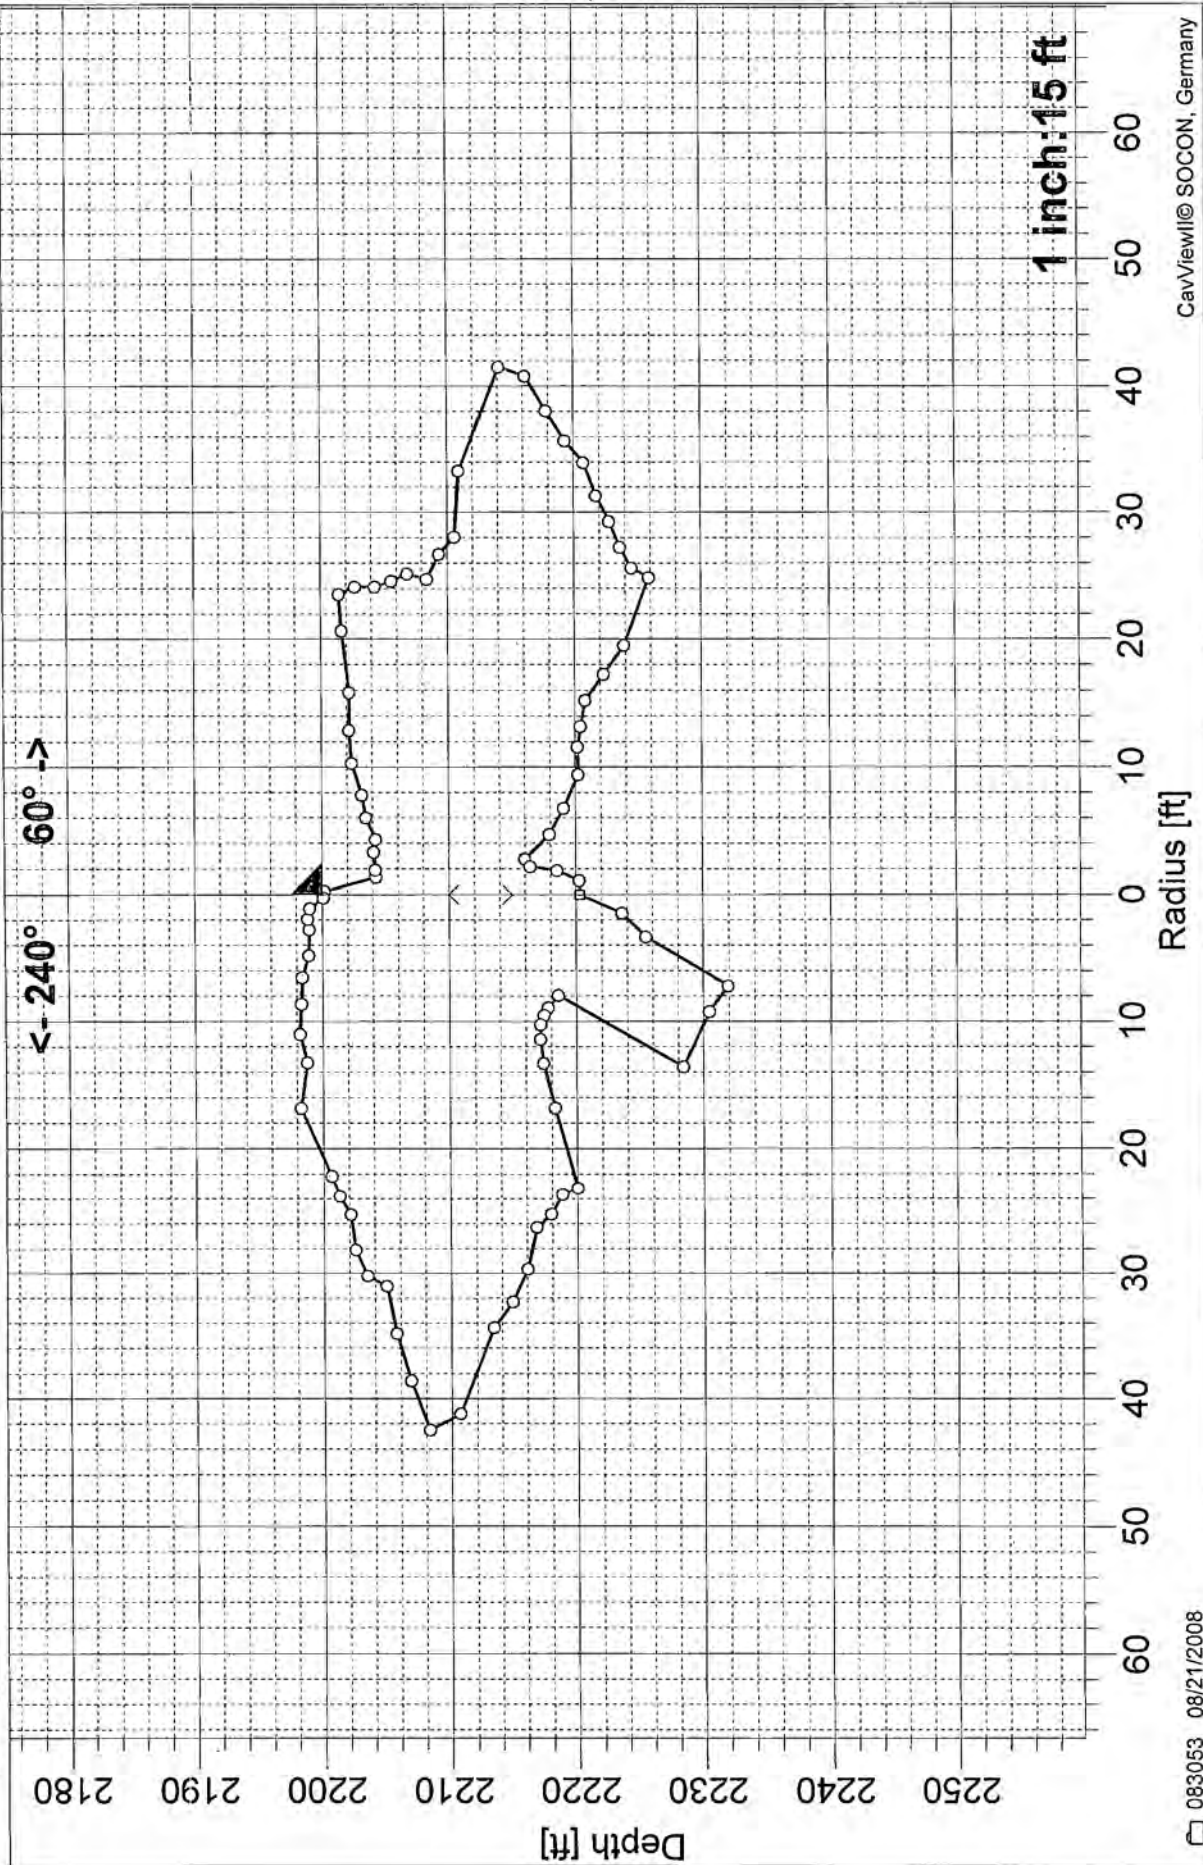 <- 240° 60° ->
Depth [ft]
2180
2190
2200
2210
2220
2230
2240
2250
60 50 40 30 20 10 0 10 20 30 40 50 60
Radius [ft]
1 inch:15 ft
083053 08/21/2008
CavViewII© SOCON, Germany